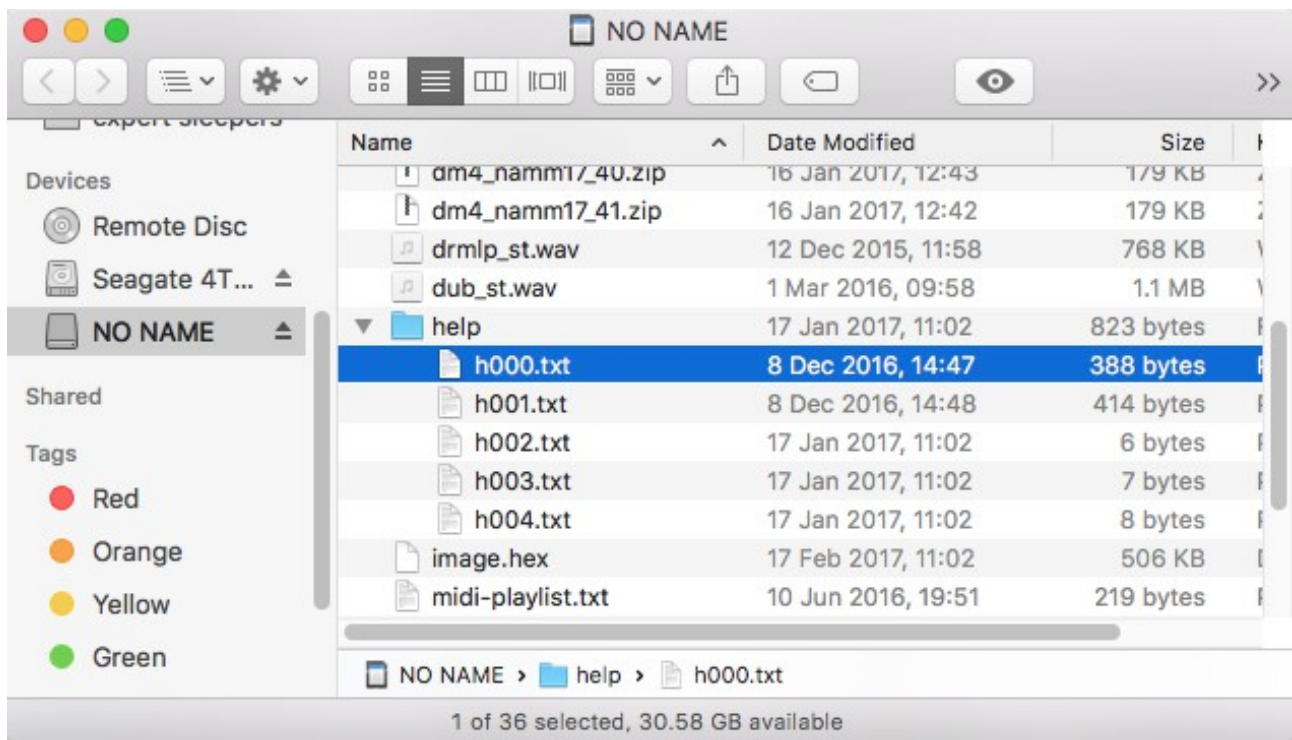 NO NAME
expert sleepers
Devices
Remote Disc
Seagate 4T...
NO NAME
Shared
Tags
Red
Orange
Yellow
Green
Name Date Modified Size
dm4_namm17_40.zip 16 Jan 2017, 12:43 179 KB
dm4_namm17_41.zip 16 Jan 2017, 12:42 179 KB
drmlp_st.wav 12 Dec 2015, 11:58 768 KB
dub_st.wav 1 Mar 2016, 09:58 1.1 MB
help 17 Jan 2017, 11:02 823 bytes
h000.txt 8 Dec 2016, 14:47 388 bytes
h001.txt 8 Dec 2016, 14:48 414 bytes
h002.txt 17 Jan 2017, 11:02 6 bytes
h003.txt 17 Jan 2017, 11:02 7 bytes
h004.txt 17 Jan 2017, 11:02 8 bytes
image.hex 17 Feb 2017, 11:02 506 KB
midi-playlist.txt 10 Jun 2016, 19:51 219 bytes
NO NAME › help › h000.txt
1 of 36 selected, 30.58 GB available